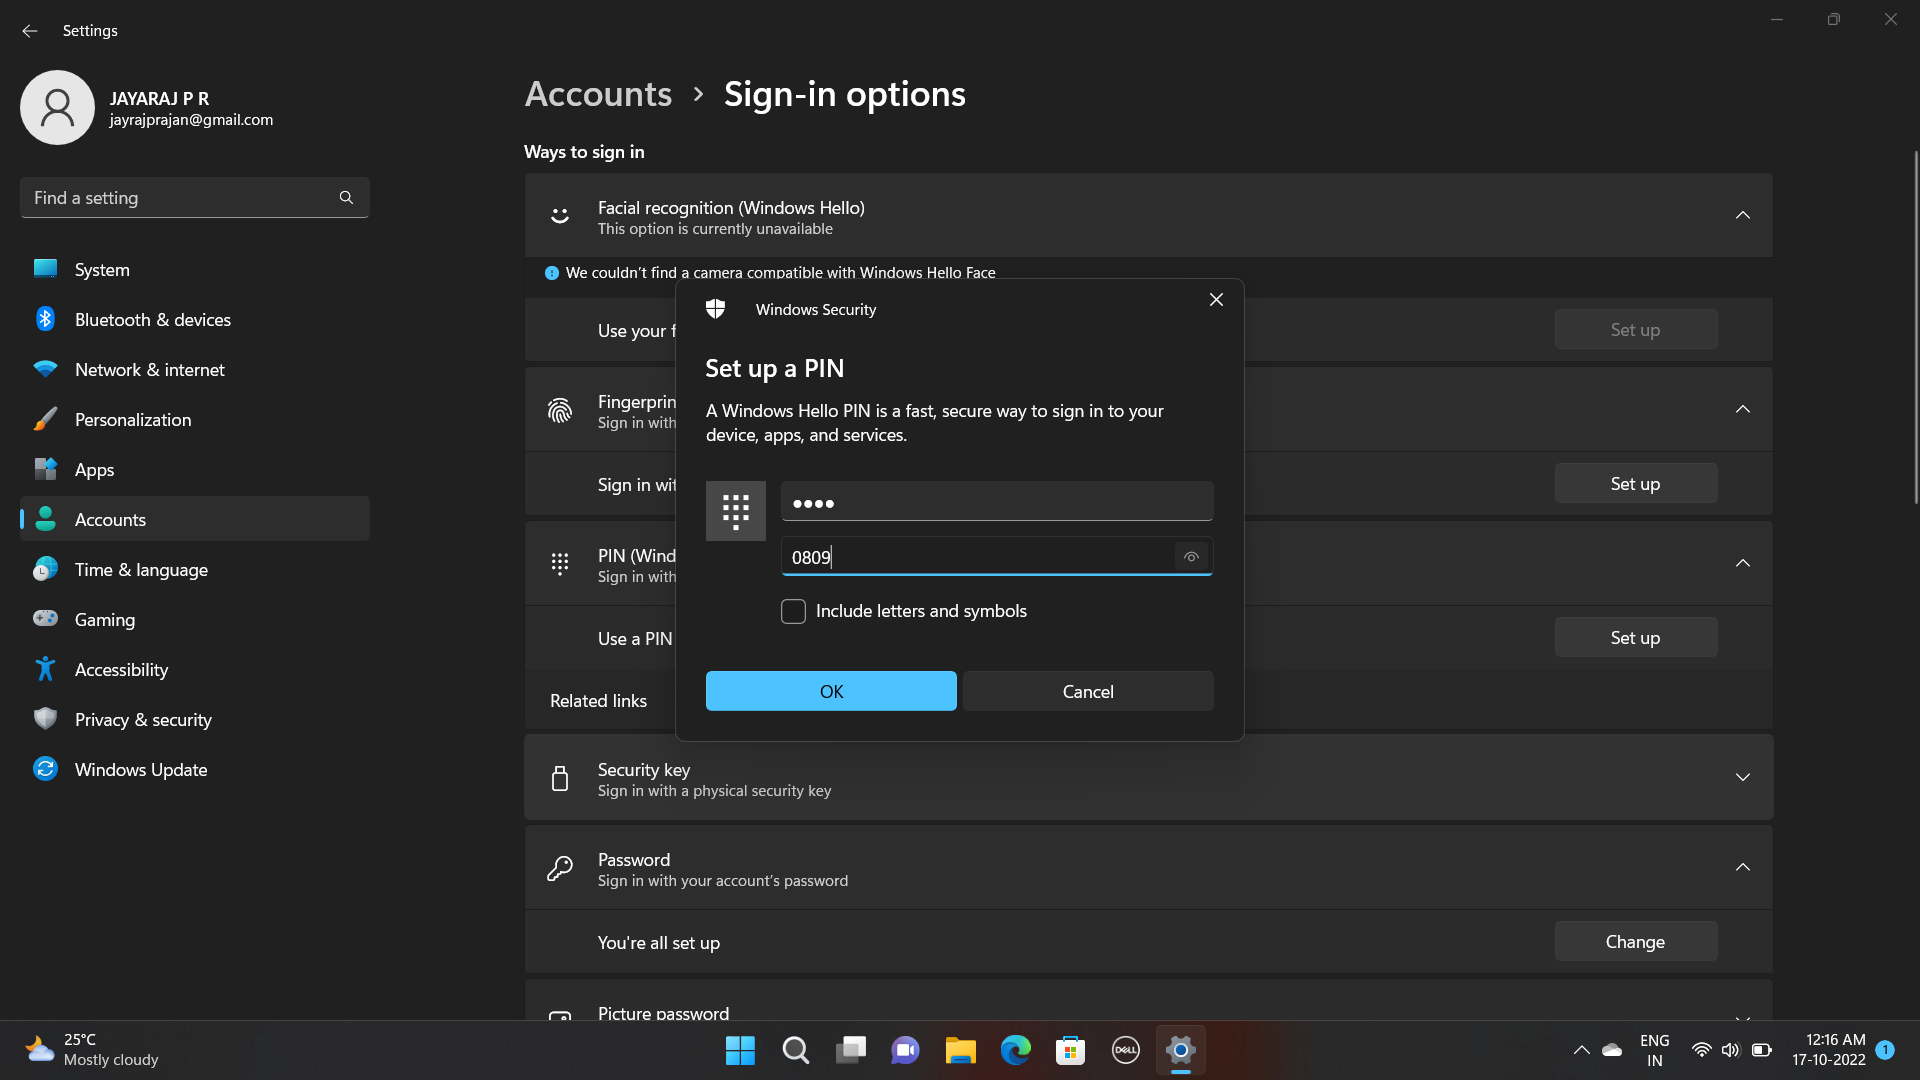 Settings
JAYARAJ P R
jayrajprajan@gmail.com
Find a setting
System
Bluetooth & devices
Network & internet
Personalization
Apps
Accounts
Time & language
Gaming
Accessibility
Privacy & security
Windows Update
Accounts > Sign-in options
Ways to sign in
Facial recognition (Windows Hello)
This option is currently unavailable
We couldn't find a camera compatible with Windows Hello Face
Use your
Set up
Fingerprin
Sign in with
Sign in wit
Set up
PIN (Wind
Sign in with
Use a PIN
Set up
Related links
Windows Security
Set up a PIN
A Windows Hello PIN is a fast, secure way to sign in to your
device, apps, and services.
●●●●
0809
Include letters and symbols
OK
Cancel
Security key
Sign in with a physical security key
Password
Sign in with your account's password
You're all set up
Change
Picture password
25°C
Mostly cloudy
DELL
ENG
IN
12:16 AM
17-10-2022
1